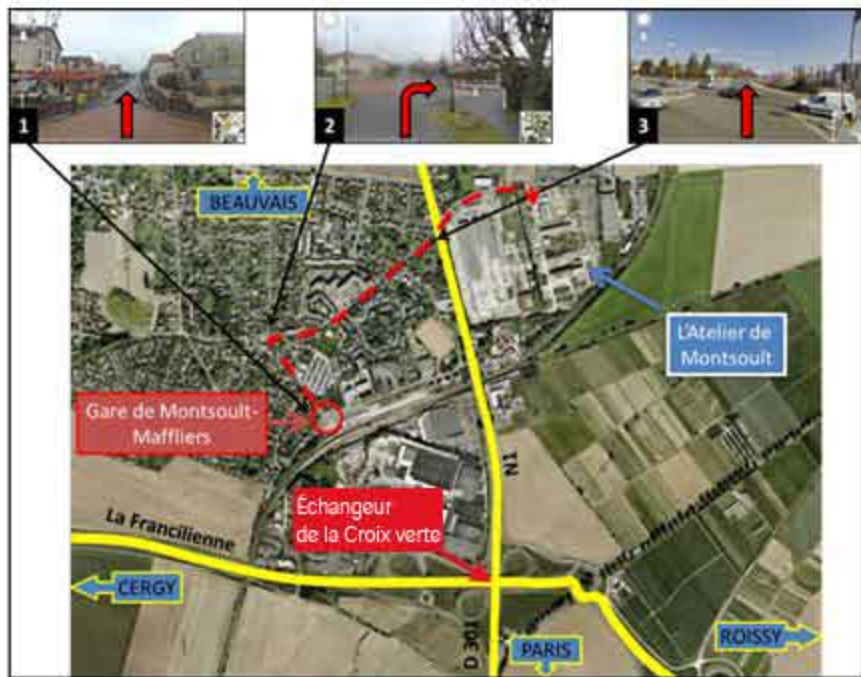 1
2
3
BEAUVAIS
L'Atelier de
Montsoult
Gare de Montsoult-
Maffliers
N1
Échangeur
de la Croix verte
La Francilienne
CERGY
D 301
PARIS
ROISSY